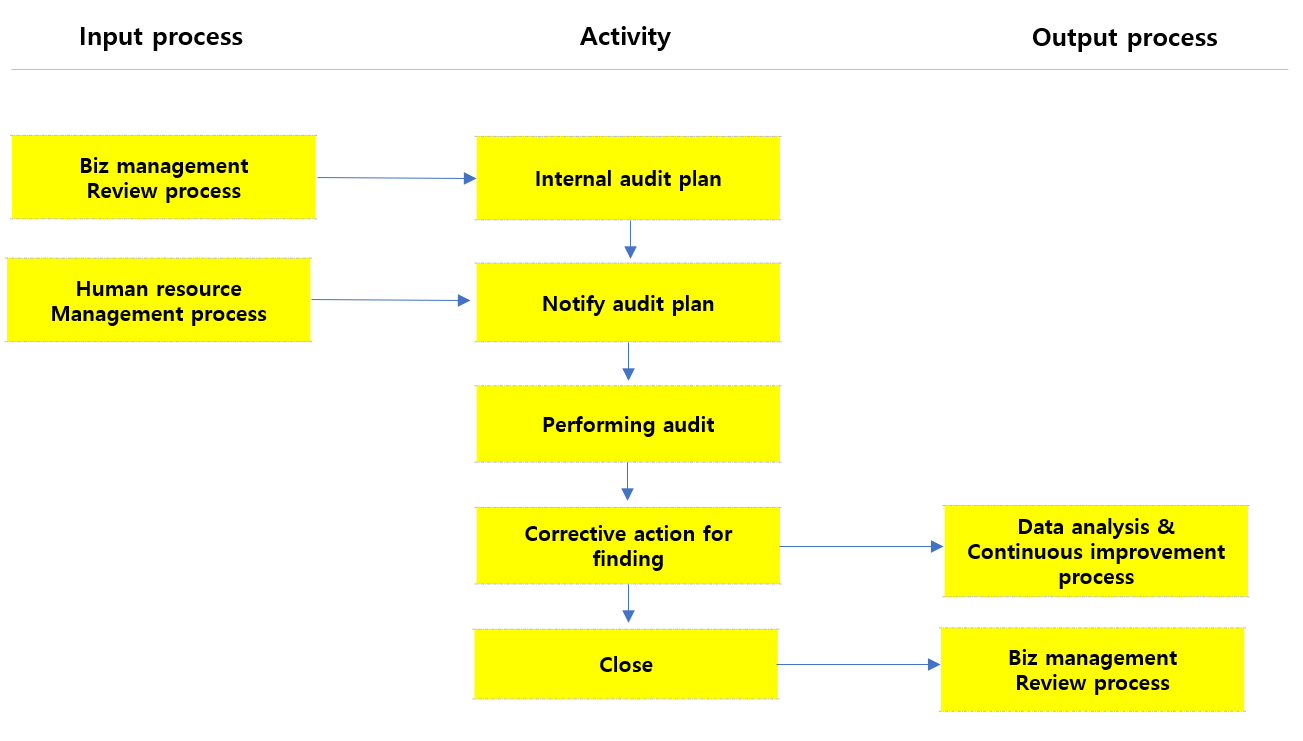 Input process
Activity
Output process
Biz management
Review process
Internal audit plan
Human resource
Management process
Notify audit plan
Performing audit
Corrective action for
finding
Data analysis &
Continuous improvement
process
Close
Biz management
Review process